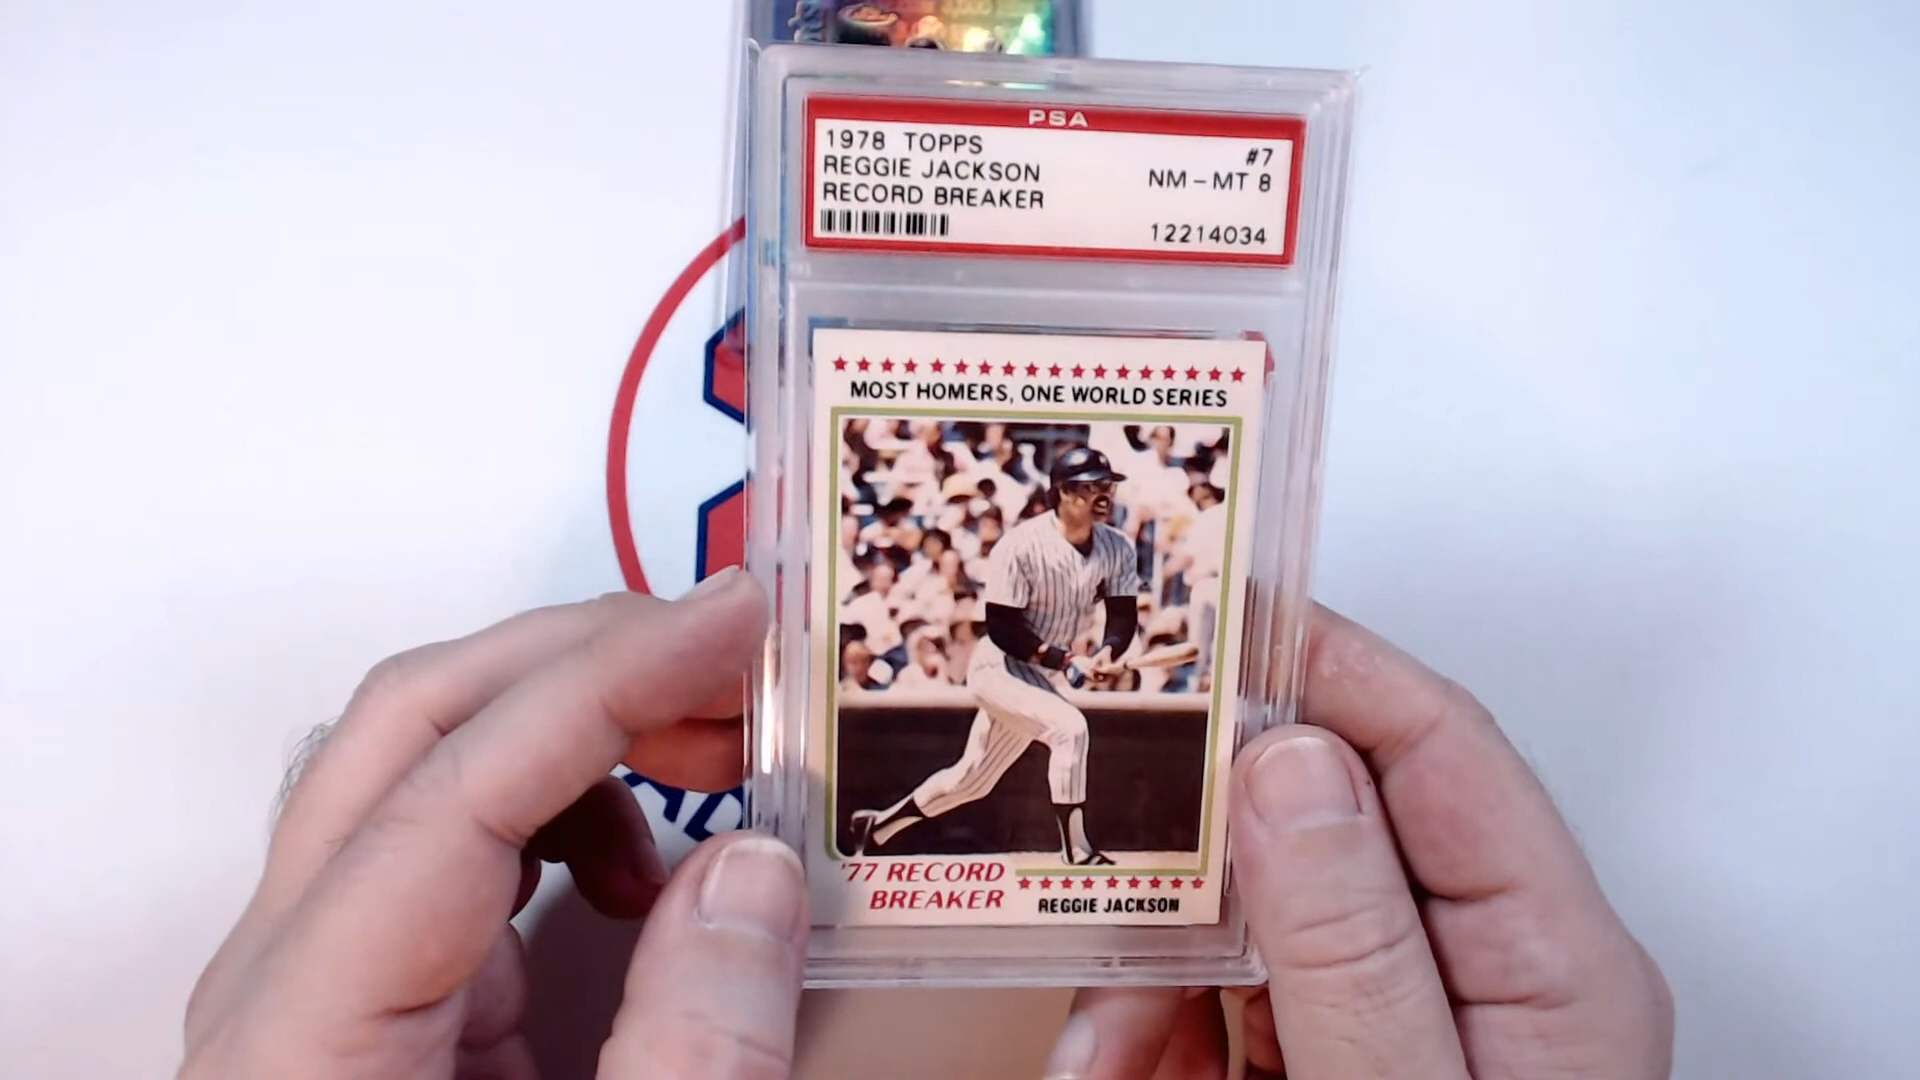 PSA
1978 TOPPS
REGGIE JACKSON
RECORD BREAKER
#7
NM-MT 8
12214034
MOST HOMERS, ONE WORLD SERIES
'77 RECORD
BREAKER
REGGIE JACKSON